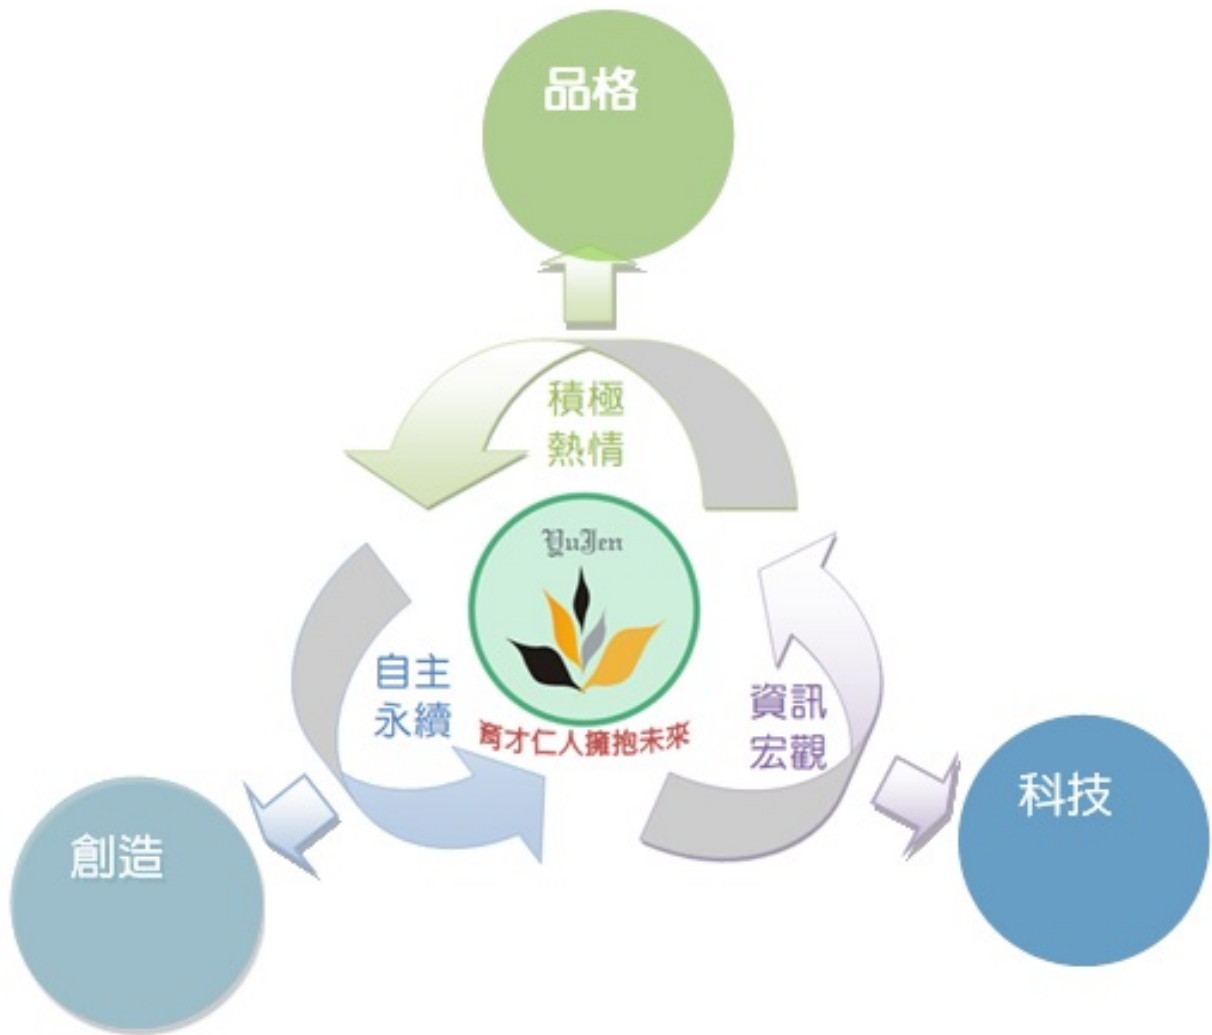 品格
積極
熱情
YuJen
自主
永續
育才仁人擁抱未來
資訊
宏觀
科技
創造